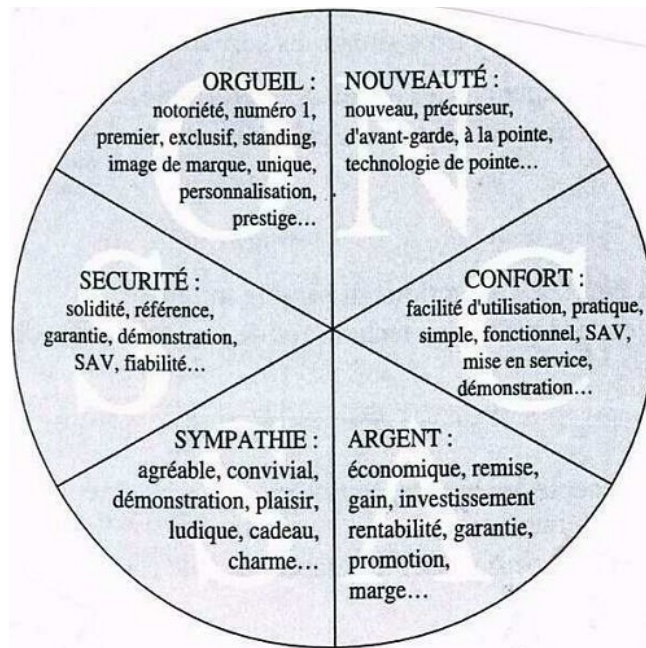 ORGUEIL :
notoriété, numéro 1,
premier, exclusif, standing,
image de marque, unique,
personnalisation,
prestige...
NOUVEAUTÉ :
nouveau, précurseur,
d'avant-garde, à la pointe,
technologie de pointe...
SECURITÉ :
solidité, référence,
garantie, démonstration,
SAV, fiabilité...
CONFORT :
facilité d'utilisation, pratique,
simple, fonctionnel, SAV,
mise en service,
démonstration...
SYMPATHIE :
agréable, convivial,
démonstration, plaisir,
ludique, cadeau,
charme...
ARGENT :
économique, remise,
gain, investissement
rentabilité, garantie,
promotion,
marge...
O
N
S
C
S
A